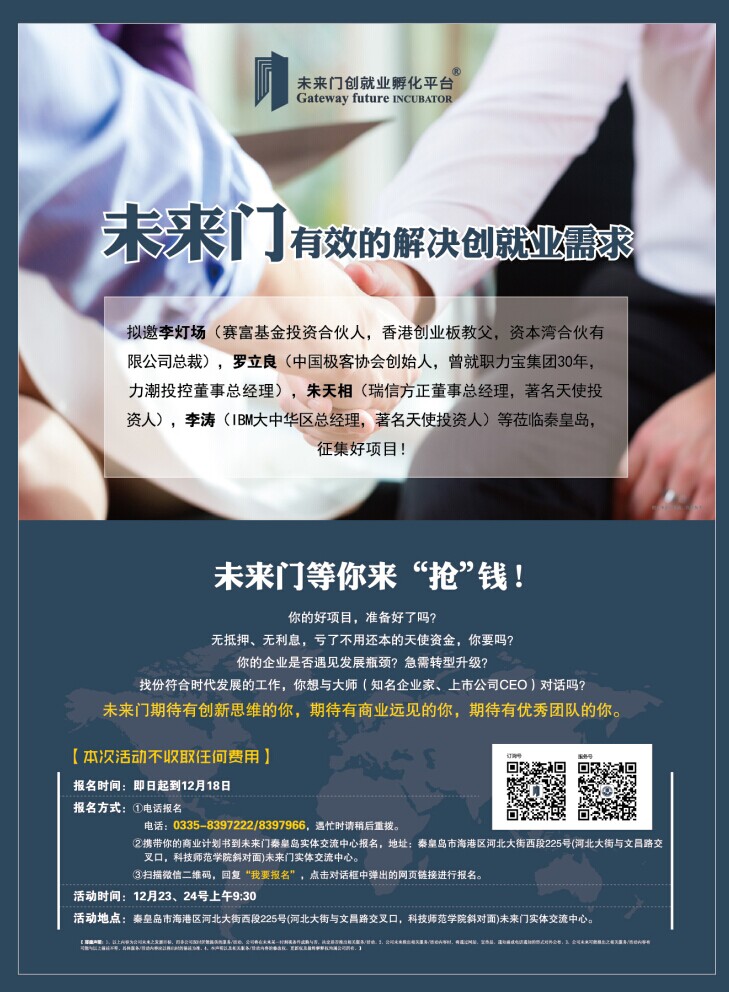 未来门创就业孵化平台®
Gateway future INCUBATOR
未来门有效的解决创就业需求
拟邀李灯场（赛富基金投资合伙人，香港创业板教父，资本湾合伙有
限公司总裁），罗立良（中国极客协会创始人，曾就职力宝集团30年，
力潮投控董事总经理），朱天相（瑞信方正董事总经理，著名天使投
资人），李涛（IBM大中华区总经理，著名天使投资人）等莅临秦皇岛，
征集好项目！
未来门等你来“抢”钱！
你的好项目，准备好了吗？
无抵押、无利息，亏了不用还本的天使资金，你要吗？
你的企业是否遇见发展瓶颈？急需转型升级？
找份符合时代发展的工作，你想与大师（知名企业家、上市公司CEO）对话吗？
未来门期待有创新思维的你，期待有商业远见的你，期待有优秀团队的你。
【本次活动不收取任何费用】
订阅号 服务号
报名时间：即日起到12月18日
报名方式：①电话报名
电话：0335-8397222/8397966，遇忙时请稍后重拨。
②携带你的商业计划书到未来门秦皇岛实体交流中心报名，地址：秦皇岛市海港区河北大街西段225号(河北大街与文昌路交
叉口，科技师范学院斜对面)未来门实体交流中心。
③扫描微信二维码，回复“我要报名”，点击对话框中弹出的网页链接进行报名。
活动时间：12月23、24号上午9:30
活动地点：秦皇岛市海港区河北大街西段225号(河北大街与文昌路交叉口，科技师范学院斜对面)未来门实体交流中心。